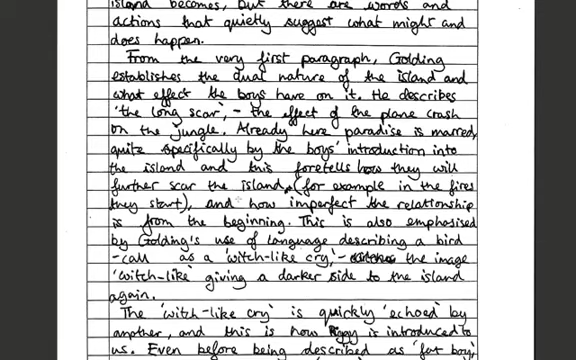 island becomes, but there are words and
actions that quietly suggest what might and
does happen.
From the very first paragraph, Golding
establishes the dual nature of the island and
what effect the boys have on it. He describes
'the long scar', - the effect of the plane crash
on the jungle. Already here paradise is marred,
quite specifically by the boys' introduction into
the island and this foretells how they will
further scar the island, (for example in the fires
they start), and how imperfect the relationship
is from the beginning. This is also emphasised
by Golding's use of language describing a bird
-call as a 'witch-like cry', - the image
'witch-like' giving a darker side to the island
again.
The 'witch-like cry' is quickly 'echoed' by
another, and this is how Piggy is introduced to
us. Even before being described as 'fat boy',